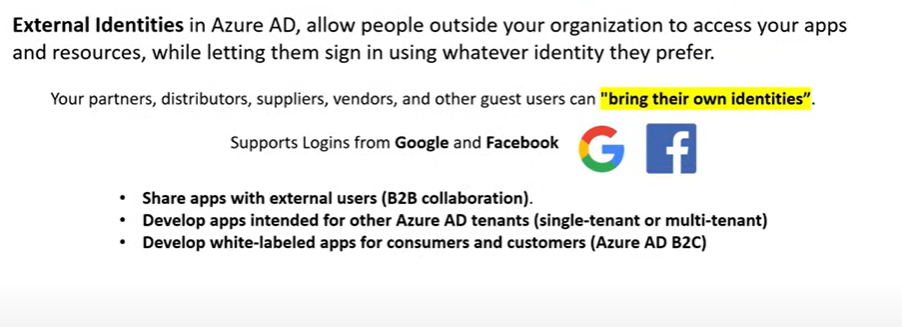 External Identities in Azure AD, allow people outside your organization to access your apps
and resources, while letting them sign in using whatever identity they prefer.
Your partners, distributors, suppliers, vendors, and other guest users can "bring their own identities”.
Supports Logins from Google and Facebook
• Share apps with external users (B2B collaboration).
• Develop apps intended for other Azure AD tenants (single-tenant or multi-tenant)
• Develop white-labeled apps for consumers and customers (Azure AD B2C)